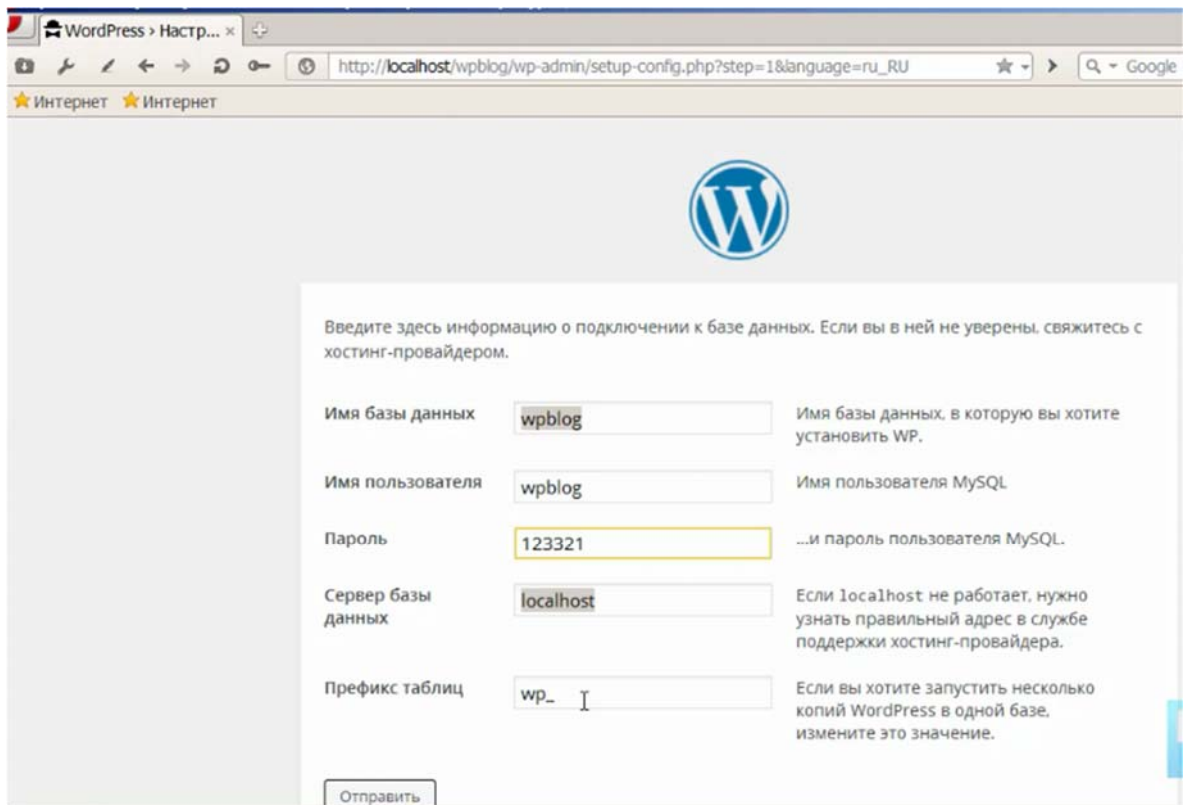 WordPress › Настр... ×
http://localhost/wpblog/wp-admin/setup-config.php?step=1&language=ru_RU
Google
Интернет Интернет
Введите здесь информацию о подключении к базе данных. Если вы в ней не уверены, свяжитесь с
хостинг-провайдером.
Имя базы данных
wpblog
Имя базы данных, в которую вы хотите
установить WP.
Имя пользователя
wpblog
Имя пользователя MySQL
Пароль
123321
...и пароль пользователя MySQL.
Сервер базы
данных
localhost
Если localhost не работает, нужно
узнать правильный адрес в службе
поддержки хостинг-провайдера.
Префикс таблиц
wp_
Если вы хотите запустить несколько
копий WordPress в одной базе,
измените это значение.
Отправить